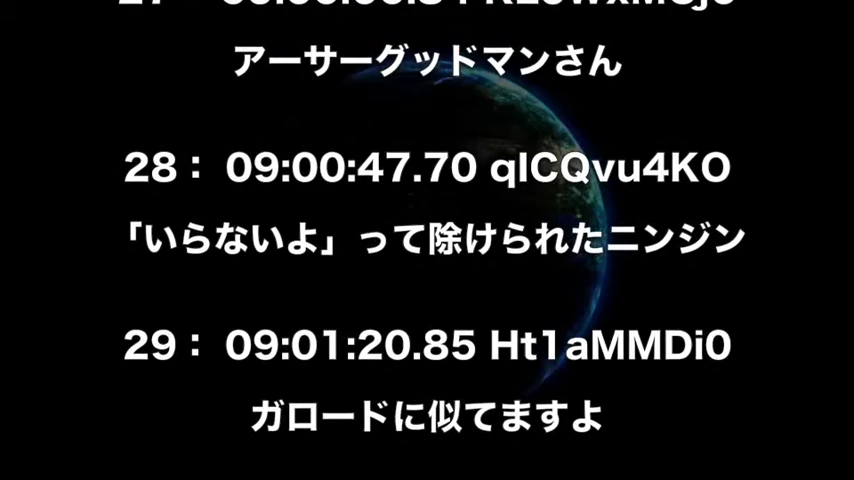 アーサーグッドマンさん
28： 09:00:47.70 qICQvu4KO
「いらないよ」って除けられたニンジン
29： 09:01:20.85 Ht1aMMDi0
ガロードに似てますよ